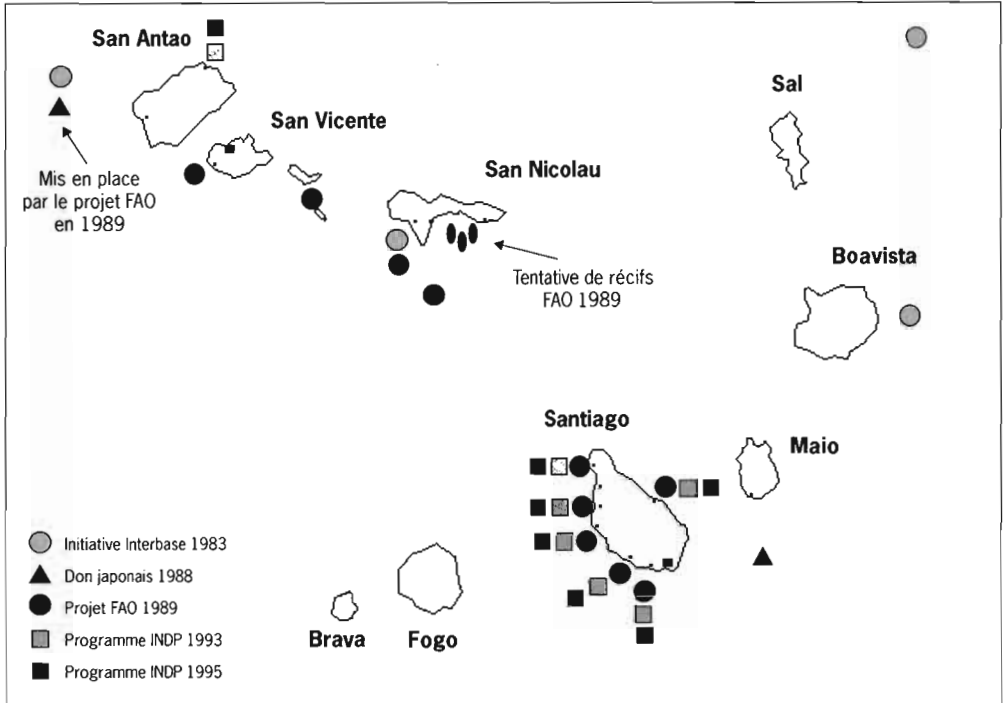 San Antao
San Vicente
Mis en place
par le projet FAO
en 1989
San Nicolau
Tentative de récifs
FAO 1989
Sal
Boavista
Santiago
Maio
Brava
Fogo
Initiative Interbase 1983
Don japonais 1988
Projet FAO 1989
Programme INDP 1993
Programme INDP 1995